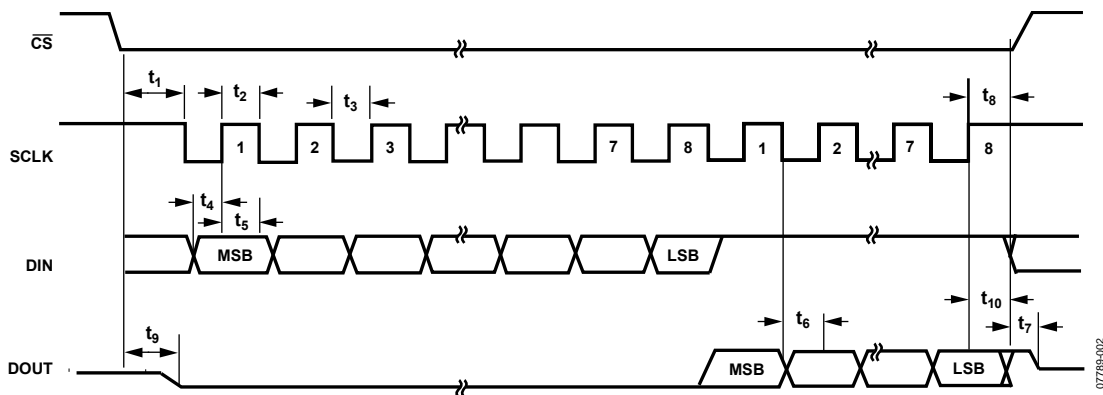 CS
t1
t2
t3
t8
SCLK
1
2
3
7
8
1
2
7
8
t4
t5
DIN
MSB
LSB
t10
t9
t6
t7
DOUT
MSB
LSB
07789-002